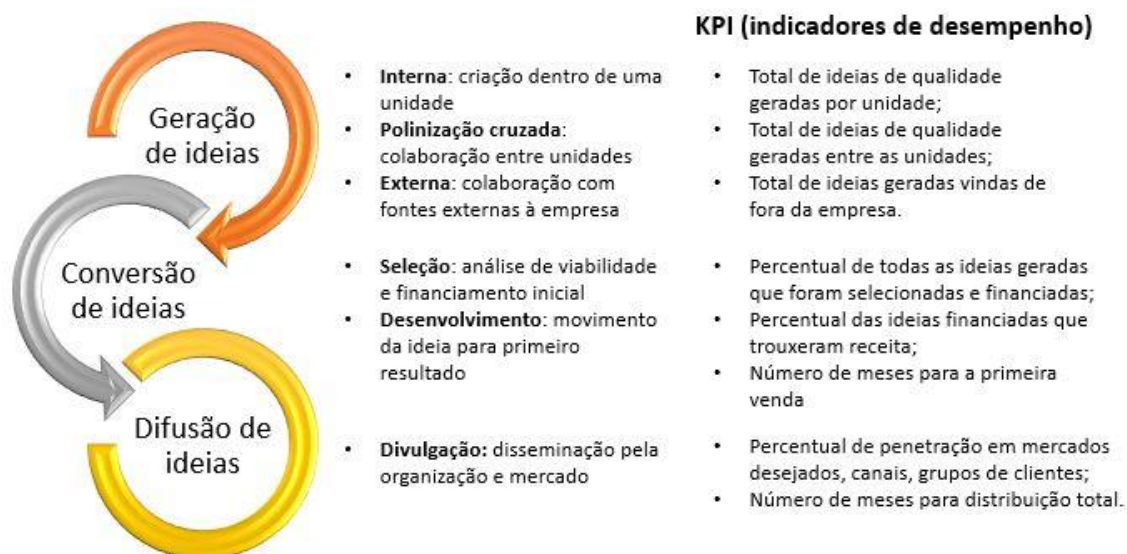 KPI (indicadores de desempenho)
Geração
de ideias
• Interna: criação dentro de uma
unidade
• Polinização cruzada:
colaboração entre unidades
• Externa: colaboração com
fontes externas à empresa
• Total de ideias de qualidade
geradas por unidade;
• Total de ideias de qualidade
geradas entre as unidades;
• Total de ideias geradas vindas de
fora da empresa.
Conversão
de ideias
• Seleção: análise de viabilidade
e financiamento inicial
• Desenvolvimento: movimento
da ideia para primeiro
resultado
• Percentual de todas as ideias geradas
que foram selecionadas e financiadas;
• Percentual das ideias financiadas que
trouxeram receita;
• Número de meses para a primeira
venda
Difusão de
ideias
• Divulgação: disseminação pela
organização e mercado
• Percentual de penetração em mercados
desejados, canais, grupos de clientes;
• Número de meses para distribuição total.